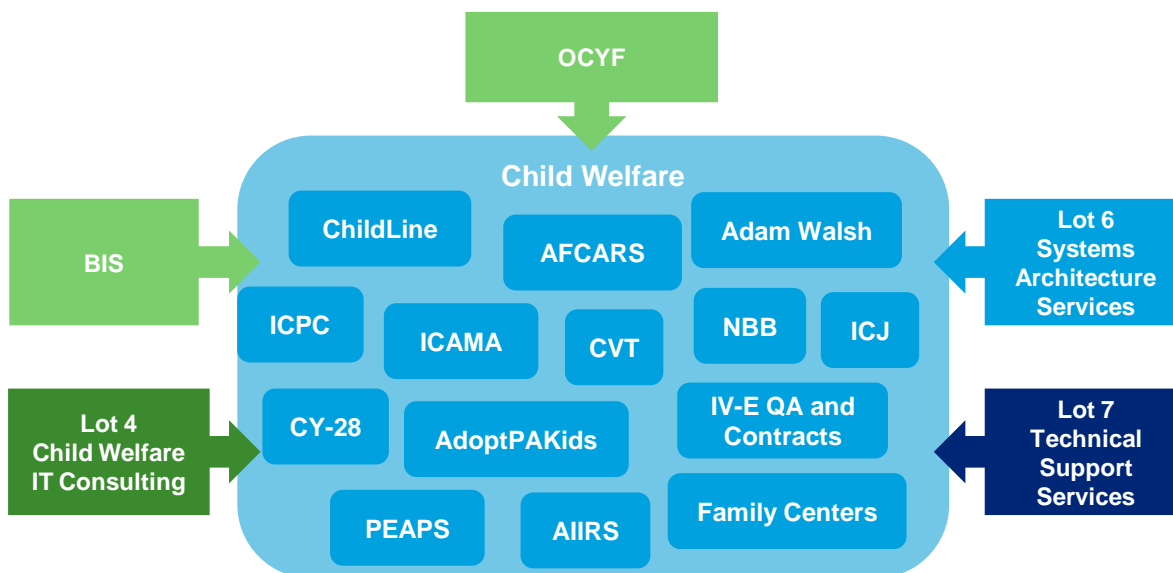 OCYF
Child Welfare
ChildLine
AFCARS
Adam Walsh
BIS
Lot 6
Systems
Architecture
Services
ICPC
ICAMA
CVT
NBB
ICJ
Lot 4
Child Welfare
IT Consulting
CY-28
AdoptPAKids
IV-E QA and
Contracts
Lot 7
Technical
Support
Services
PEAPS
AIIRS
Family Centers